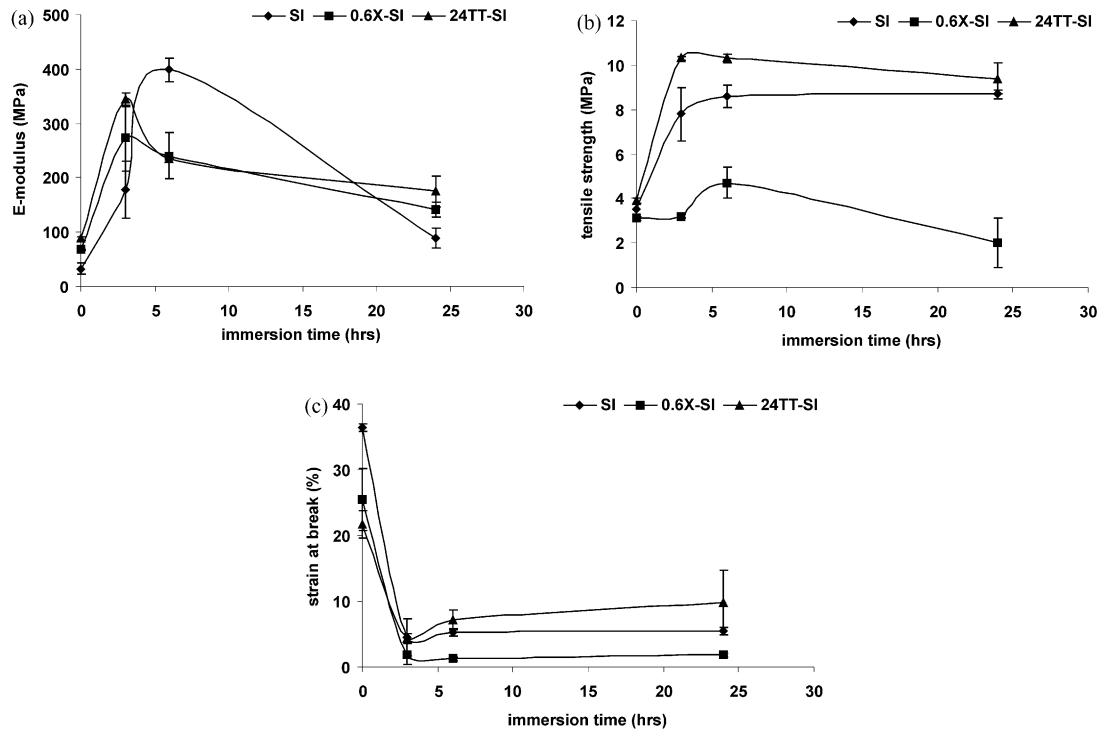 (a)
SI 0.6X-SI 24TT-SI
E-modulus (MPa)
500
400
300
200
100
0
0 5 10 15 20 25 30
immersion time (hrs)
(b)
SI 0.6X-SI 24TT-SI
tensile strength (MPa)
12
10
8
6
4
2
0
0 5 10 15 20 25 30
immersion time (hrs)
(c)
SI 0.6X-SI 24TT-SI
strain at break (%)
40
30
20
10
0
0 5 10 15 20 25 30
immersion time (hrs)